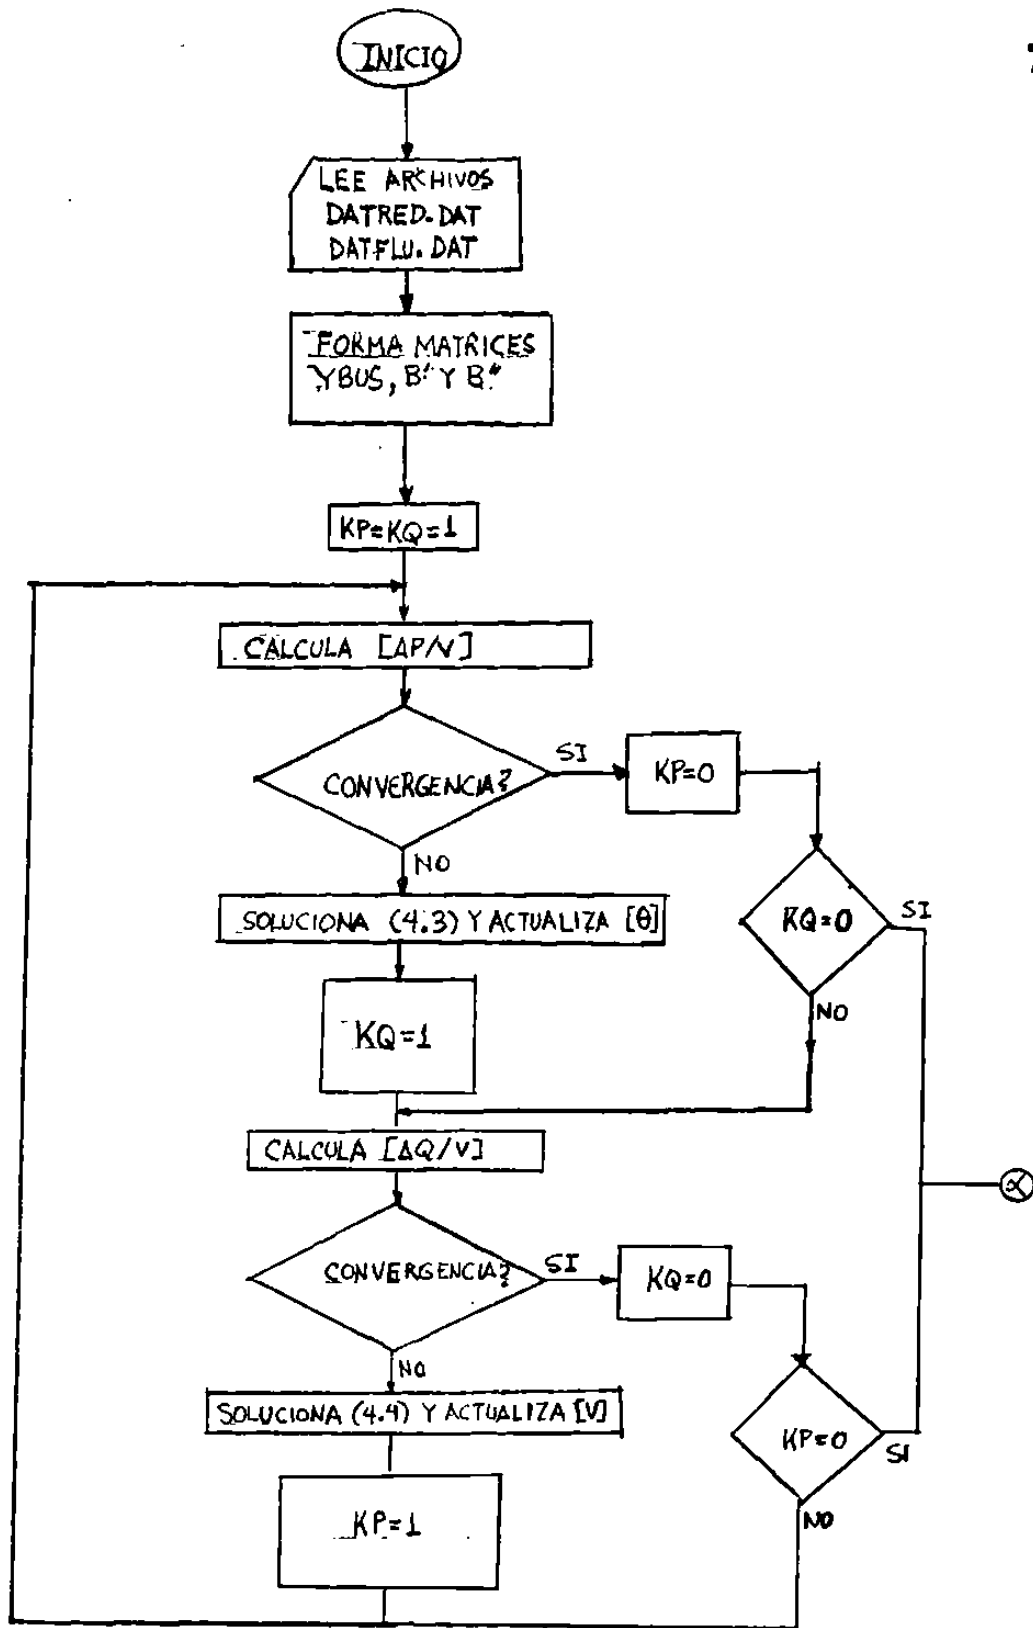 INICIO
LEE ARCHIVOS
DATRED.DAT
DATFLU.DAT
FORMA MATRICES
YBUS, B' Y B"
KP=KQ=1
CALCULA [ΔP/V]
CONVERGENCIA?
SI
KP=0
NO
SOLUCIONA (4.3) Y ACTUALIZA [θ]
KQ=0
SI
NO
KQ=1
CALCULA [ΔQ/V]
CONVERGENCIA?
SI
KQ=0
NO
SOLUCIONA (4.4) Y ACTUALIZA [V]
KP=0
SI
NO
KP=1
α